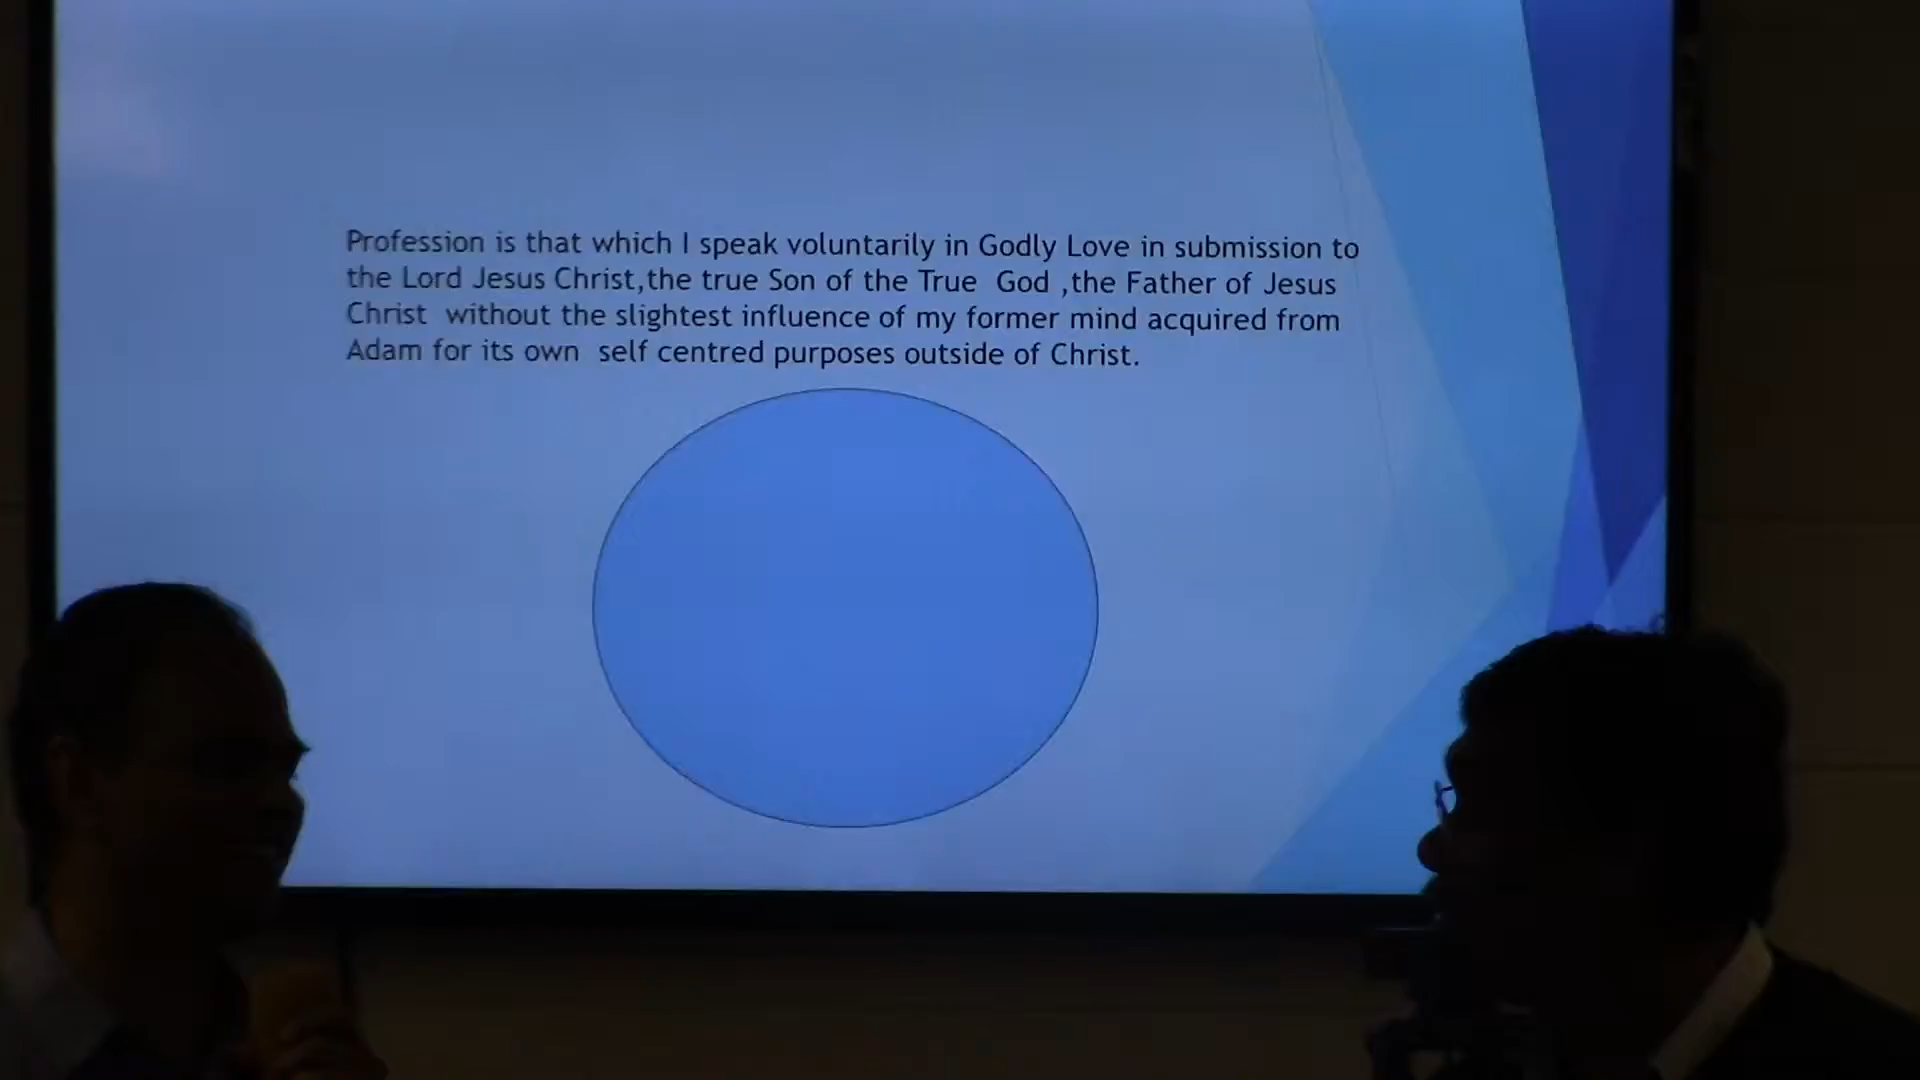 Profession is that which I speak voluntarily in Godly Love in submission to
the Lord Jesus Christ,the true Son of the True  God ,the Father of Jesus
Christ  without the slightest influence of my former mind acquired from
Adam for its own  self centred purposes outside of Christ.